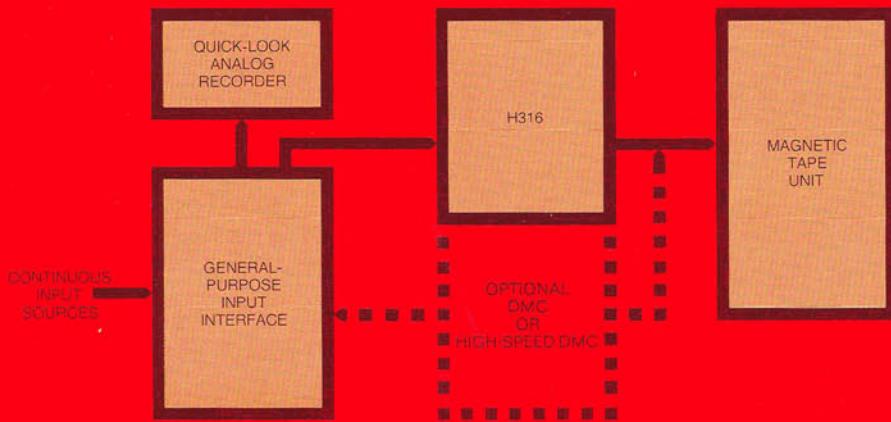 QUICK-LOOK
ANALOG
RECORDER
H316
MAGNETIC
TAPE
UNIT
CONTINUOUS
INPUT
SOURCES
GENERAL-
PURPOSE
INPUT
INTERFACE
OPTIONAL
DMC
OR
HIGH-SPEED DMC